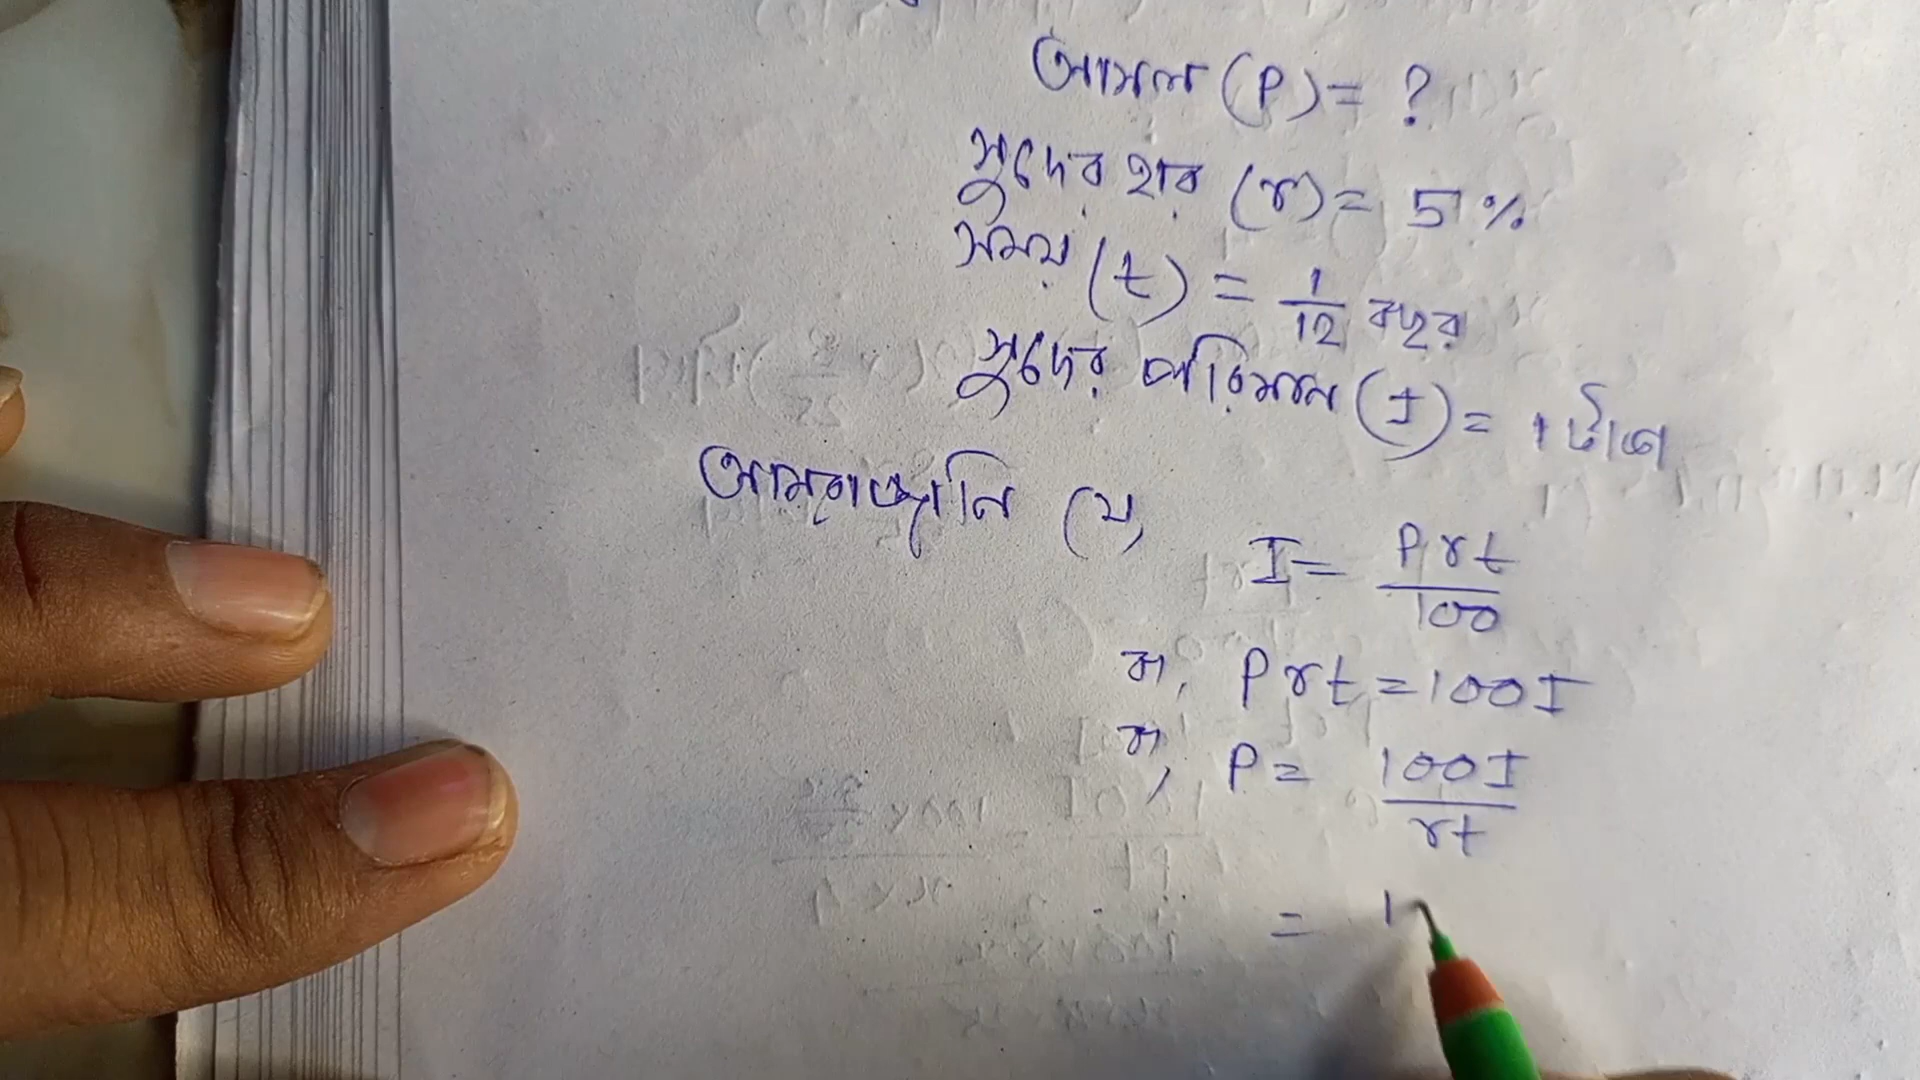 আসল (P) = ?
সুদের হার (r) = 5%
সময় (t) = 1/12 বছর
সুদের পরিমান (I) = 1 টাকা
আমরা জানি যে,
I = Prt/100
বা, Prt = 100I
বা, P = 100I/rt
= 1